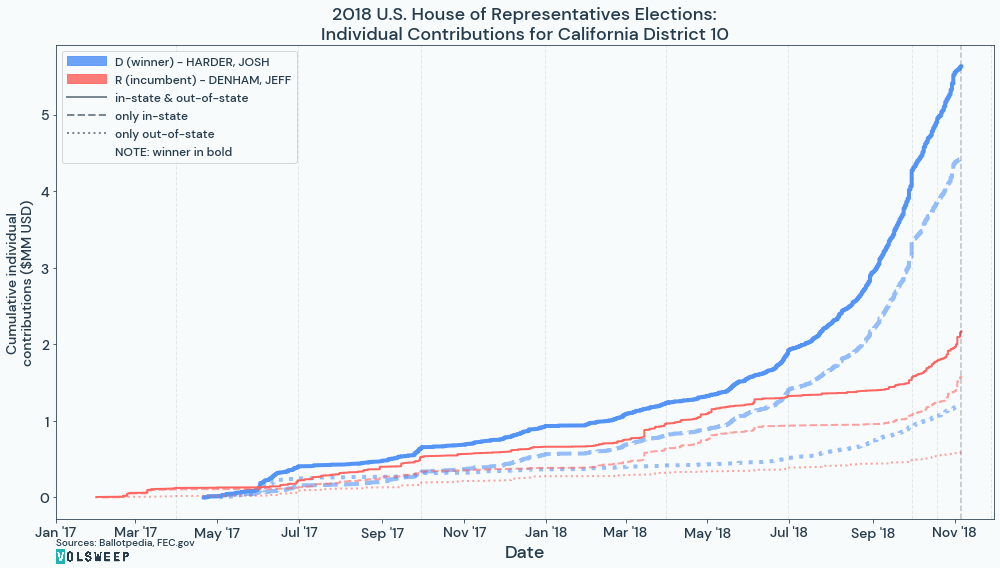 2018 U.S. House of Representatives Elections:
Individual Contributions for California District 10
D (winner) - HARDER, JOSH
R (incumbent) - DENHAM, JEFF
in-state & out-of-state
only in-state
only out-of-state
NOTE: winner in bold
Cumulative individual
contributions ($MM USD)
5
4
3
2
1
0
Jan '17 Mar '17 May '17 Jul '17 Sep '17 Nov '17 Jan '18 Mar '18 May '18 Jul '18 Sep '18 Nov '18
Date
Sources: Ballotpedia, FEC.gov
VOLSWEEP